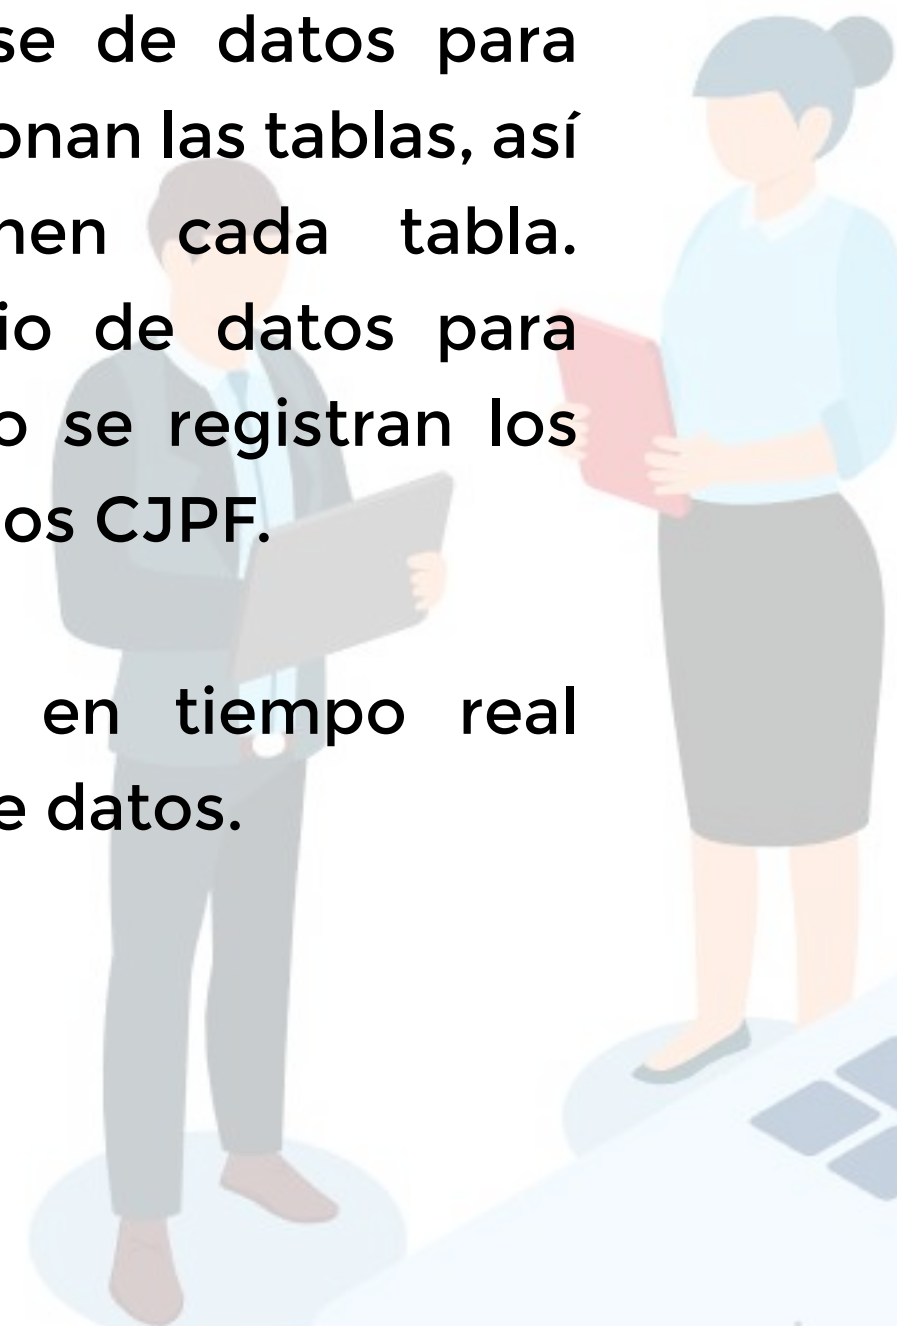 se de datos para
onan las tablas, así
nen cada tabla.
io de datos para
o se registran los
os CJPF.
en tiempo real
e datos.